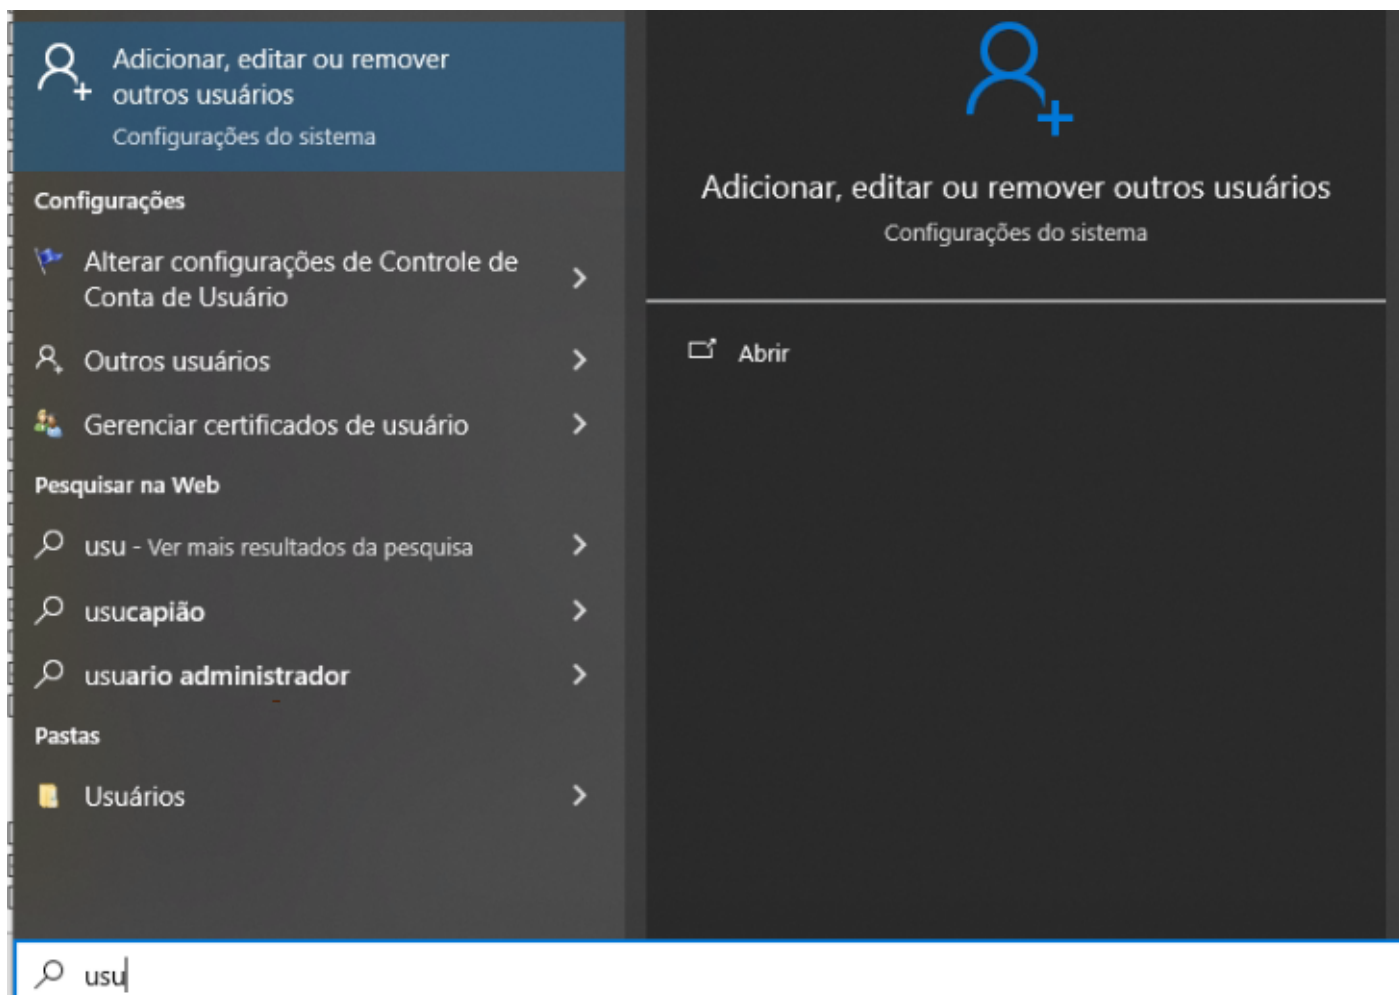 Adicionar, editar ou remover
outros usuários
Configurações do sistema
Configurações
Alterar configurações de Controle de
Conta de Usuário
Outros usuários
Gerenciar certificados de usuário
Pesquisar na Web
usu - Ver mais resultados da pesquisa
usucapião
usuario administrador
Pastas
Usuários
usu
Adicionar, editar ou remover outros usuários
Configurações do sistema
Abrir